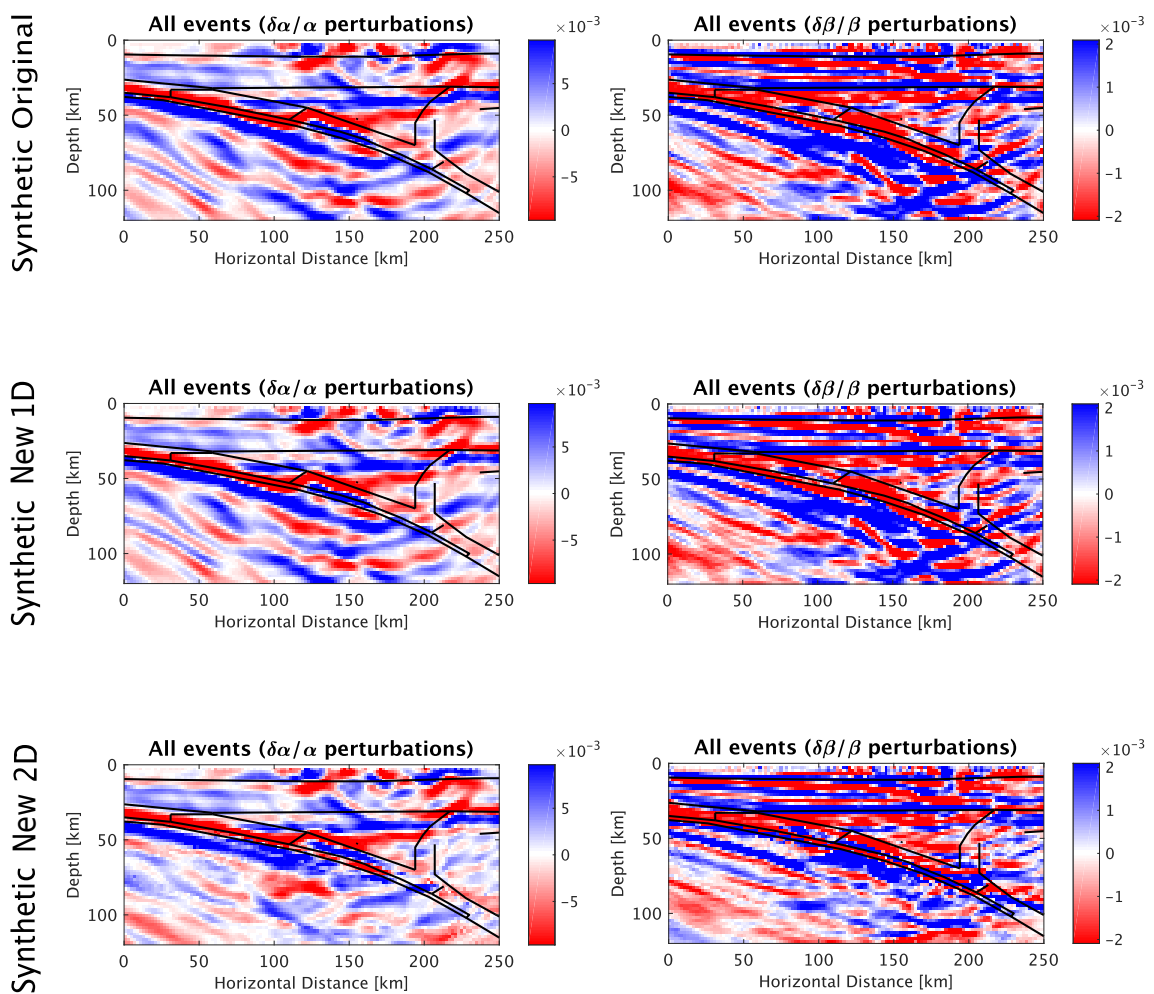 Synthetic Original
All events (δα/α perturbations)
×10⁻³
0
50
100
Depth [km]
5
0
−5
0 50 100 150 200 250
Horizontal Distance [km]
All events (δβ/β perturbations)
×10⁻³
0
50
100
Depth [km]
2
1
0
−1
−2
0 50 100 150 200 250
Horizontal Distance [km]
Synthetic New 1D
All events (δα/α perturbations)
×10⁻³
0
50
100
Depth [km]
5
0
−5
0 50 100 150 200 250
Horizontal Distance [km]
All events (δβ/β perturbations)
×10⁻³
0
50
100
Depth [km]
2
1
0
−1
−2
0 50 100 150 200 250
Horizontal Distance [km]
Synthetic New 2D
All events (δα/α perturbations)
×10⁻³
0
50
100
Depth [km]
5
0
−5
0 50 100 150 200 250
Horizontal Distance [km]
All events (δβ/β perturbations)
×10⁻³
0
50
100
Depth [km]
2
1
0
−1
−2
0 50 100 150 200 250
Horizontal Distance [km]